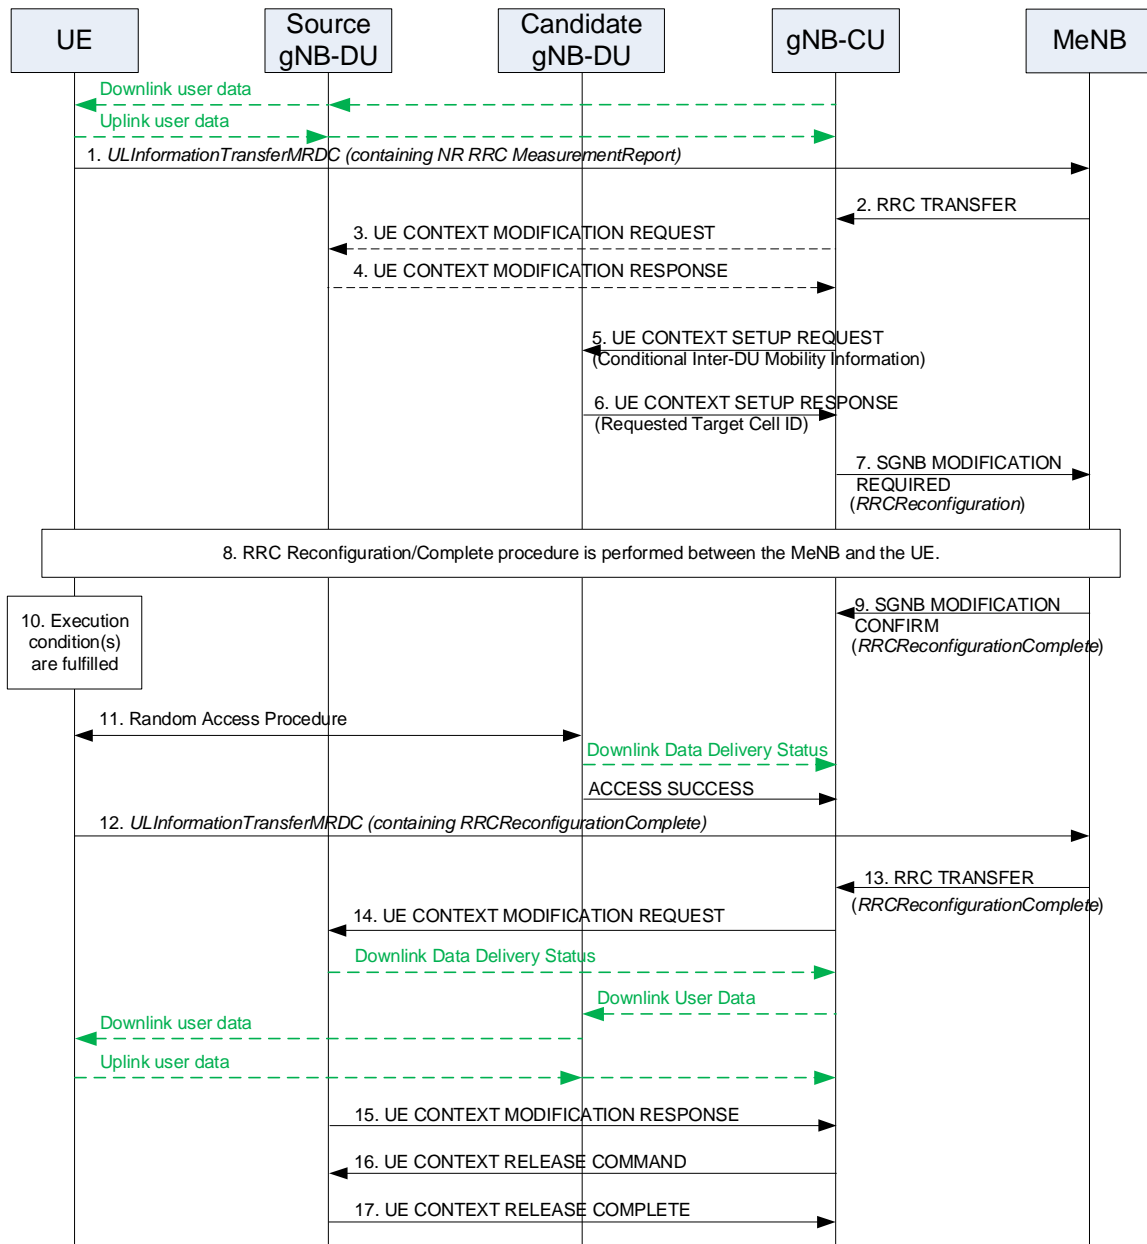 UE
Source
gNB-DU
Candidate
gNB-DU
gNB-CU
MeNB
Downlink user data
Uplink user data
1. ULInformationTransferMRDC (containing NR RRC MeasurementReport)
2. RRC TRANSFER
3. UE CONTEXT MODIFICATION REQUEST
4. UE CONTEXT MODIFICATION RESPONSE
5. UE CONTEXT SETUP REQUEST
(Conditional Inter-DU Mobility Information)
6. UE CONTEXT SETUP RESPONSE
(Requested Target Cell ID)
7. SGNB MODIFICATION
REQUIRED
(RRCReconfiguration)
8. RRC Reconfiguration/Complete procedure is performed between the MeNB and the UE.
9. SGNB MODIFICATION
CONFIRM
(RRCReconfigurationComplete)
10. Execution
condition(s)
are fulfilled
11. Random Access Procedure
Downlink Data Delivery Status
ACCESS SUCCESS
12. ULInformationTransferMRDC (containing RRCReconfigurationComplete)
13. RRC TRANSFER
(RRCReconfigurationComplete)
14. UE CONTEXT MODIFICATION REQUEST
Downlink Data Delivery Status
Downlink User Data
Downlink user data
Uplink user data
15. UE CONTEXT MODIFICATION RESPONSE
16. UE CONTEXT RELEASE COMMAND
17. UE CONTEXT RELEASE COMPLETE